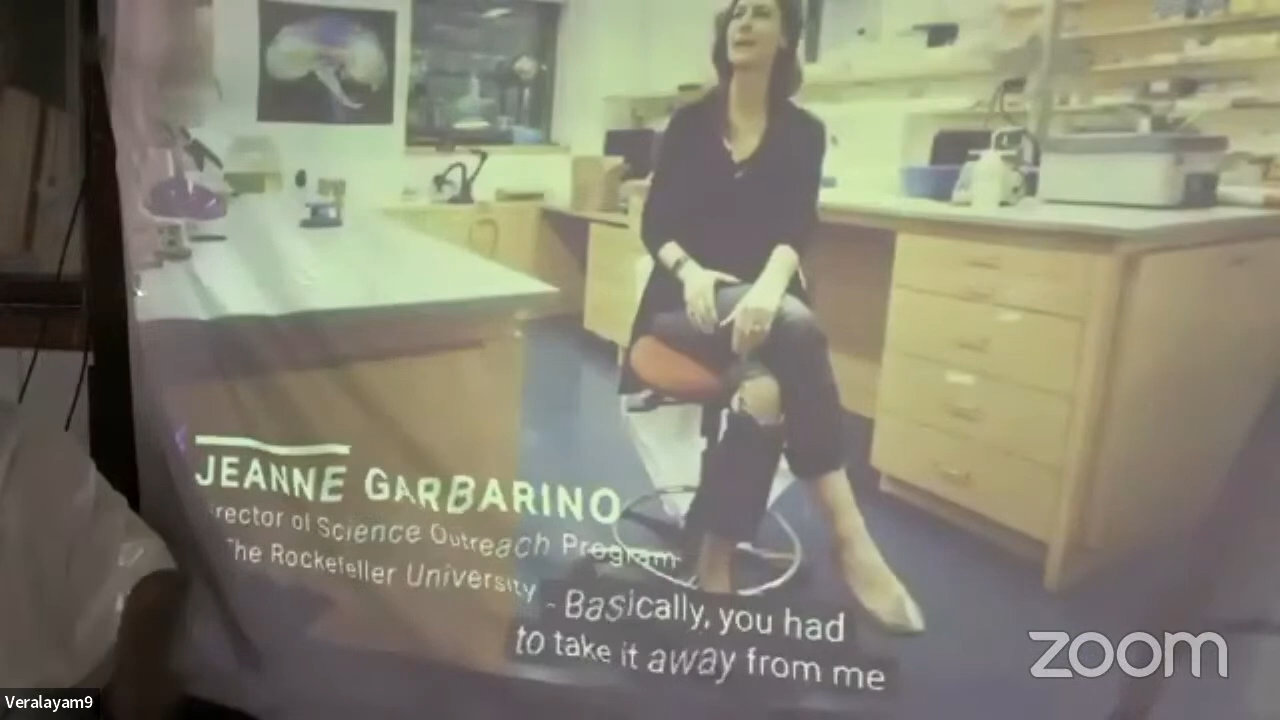 JEANNE GARBARINO
rector of Science Outreach Program
The Rockefeller University
- Basically, you had
to take it away from me
zoom
Veralayam9